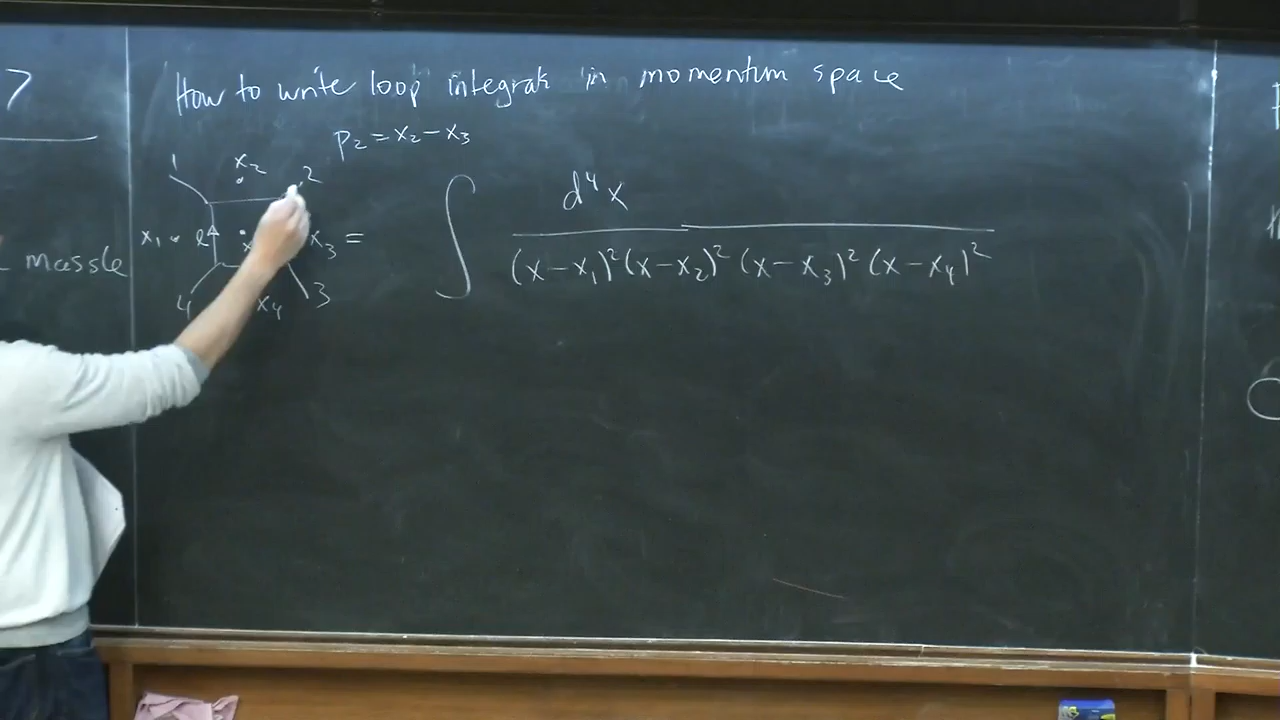 7
How to write loop integrals in momentum space
p₂ = x₂ − x₃
1 x₂ 2
x₁ ℓ x x₃ = ∫ d⁴x / (x−x₁)² (x−x₂)² (x−x₃)² (x−x₄)²
massle
4 x₄ 3